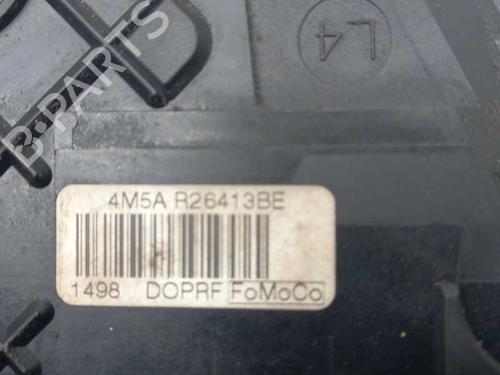 L4
B-PARTS
4M5A R26413BE
1498 DOPRF FoMoCo